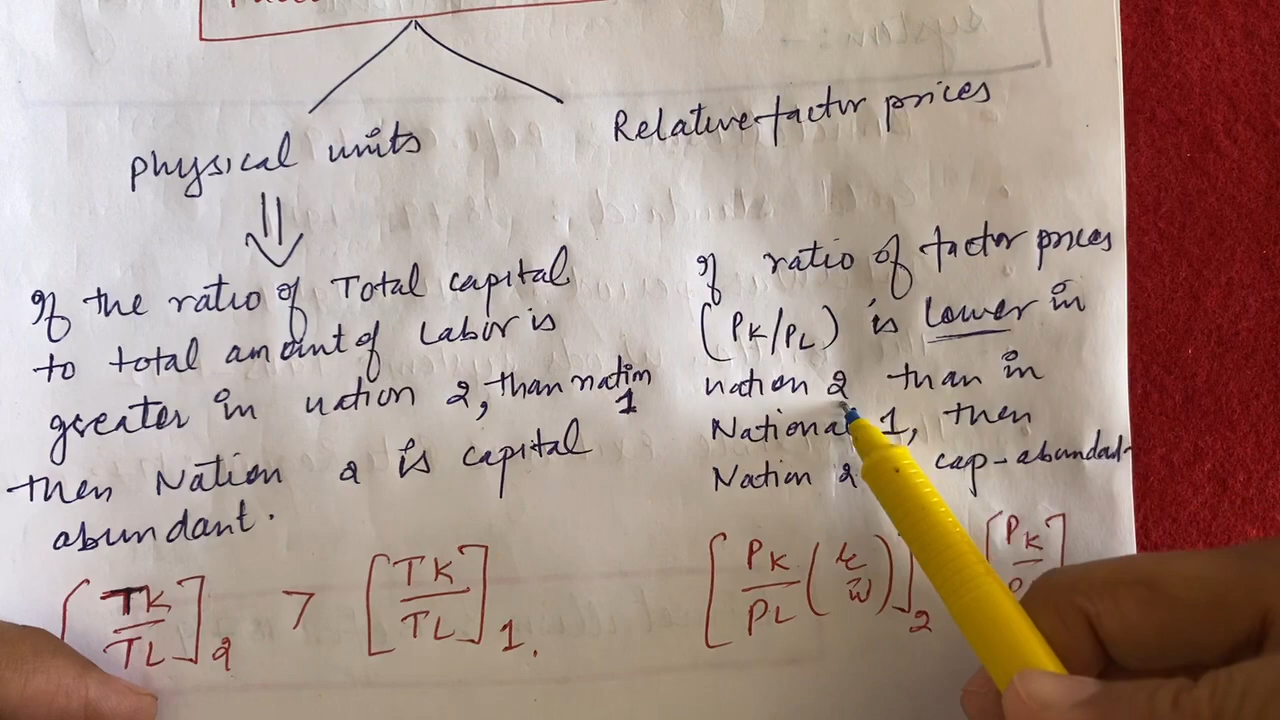 system:-
Physical units
Relative factor prices
If the ratio of Total capital
to total amount of Labor is
greater in nation 2, than nation
1
then Nation 2 is capital
abundant.
[TK/TL]2 > [TK/TL]1.
If ratio of factor prices
(PK/PL) is Lower in
nation 2 than in
National 1, then
Nation 2 cap-abundant
[PK/PL (r/w)]2 [PK